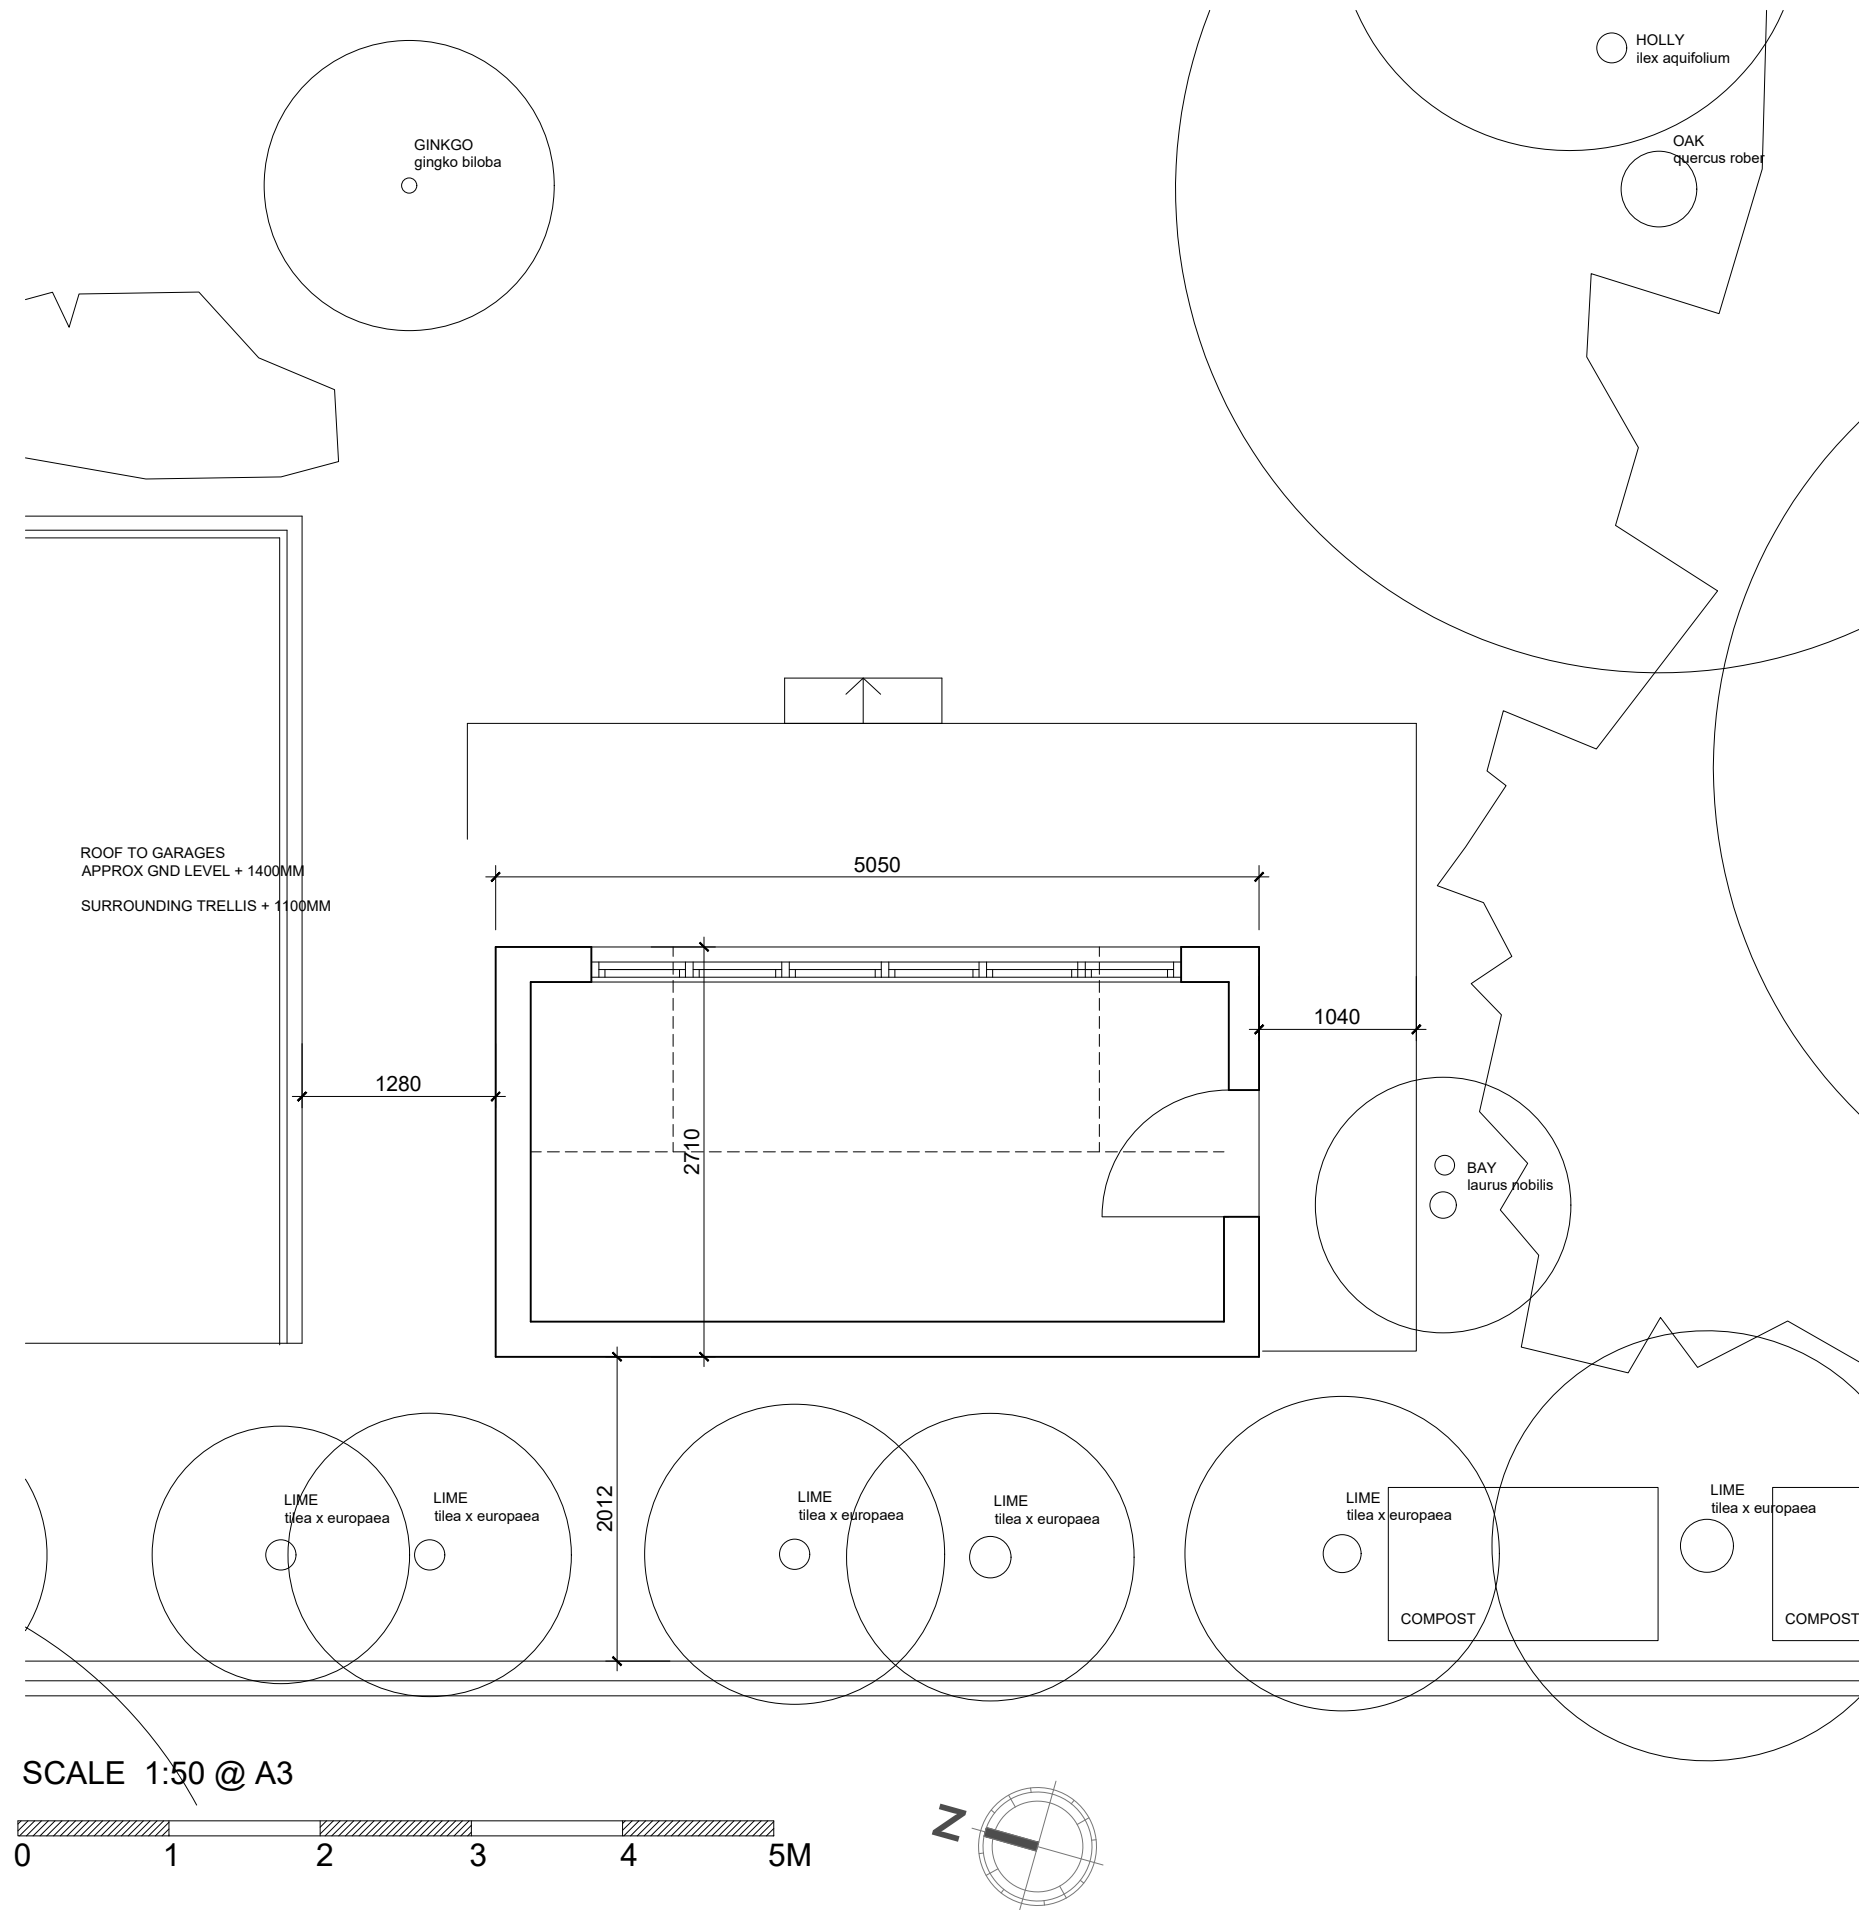 HOLLY
ilex aquifolium
OAK
quercus rober
GINKGO
gingko biloba
ROOF TO GARAGES
APPROX GND LEVEL + 1400MM
SURROUNDING TRELLIS + 1100MM
5050
1040
1280
2710
BAY
laurus nobilis
2012
LIME
tilea x europaea
LIME
tilea x europaea
LIME
tilea x europaea
LIME
tilea x europaea
LIME
tilea x europaea
LIME
tilea x europaea
COMPOST
COMPOST
SCALE 1:50 @ A3
0 1 2 3 4 5M
N